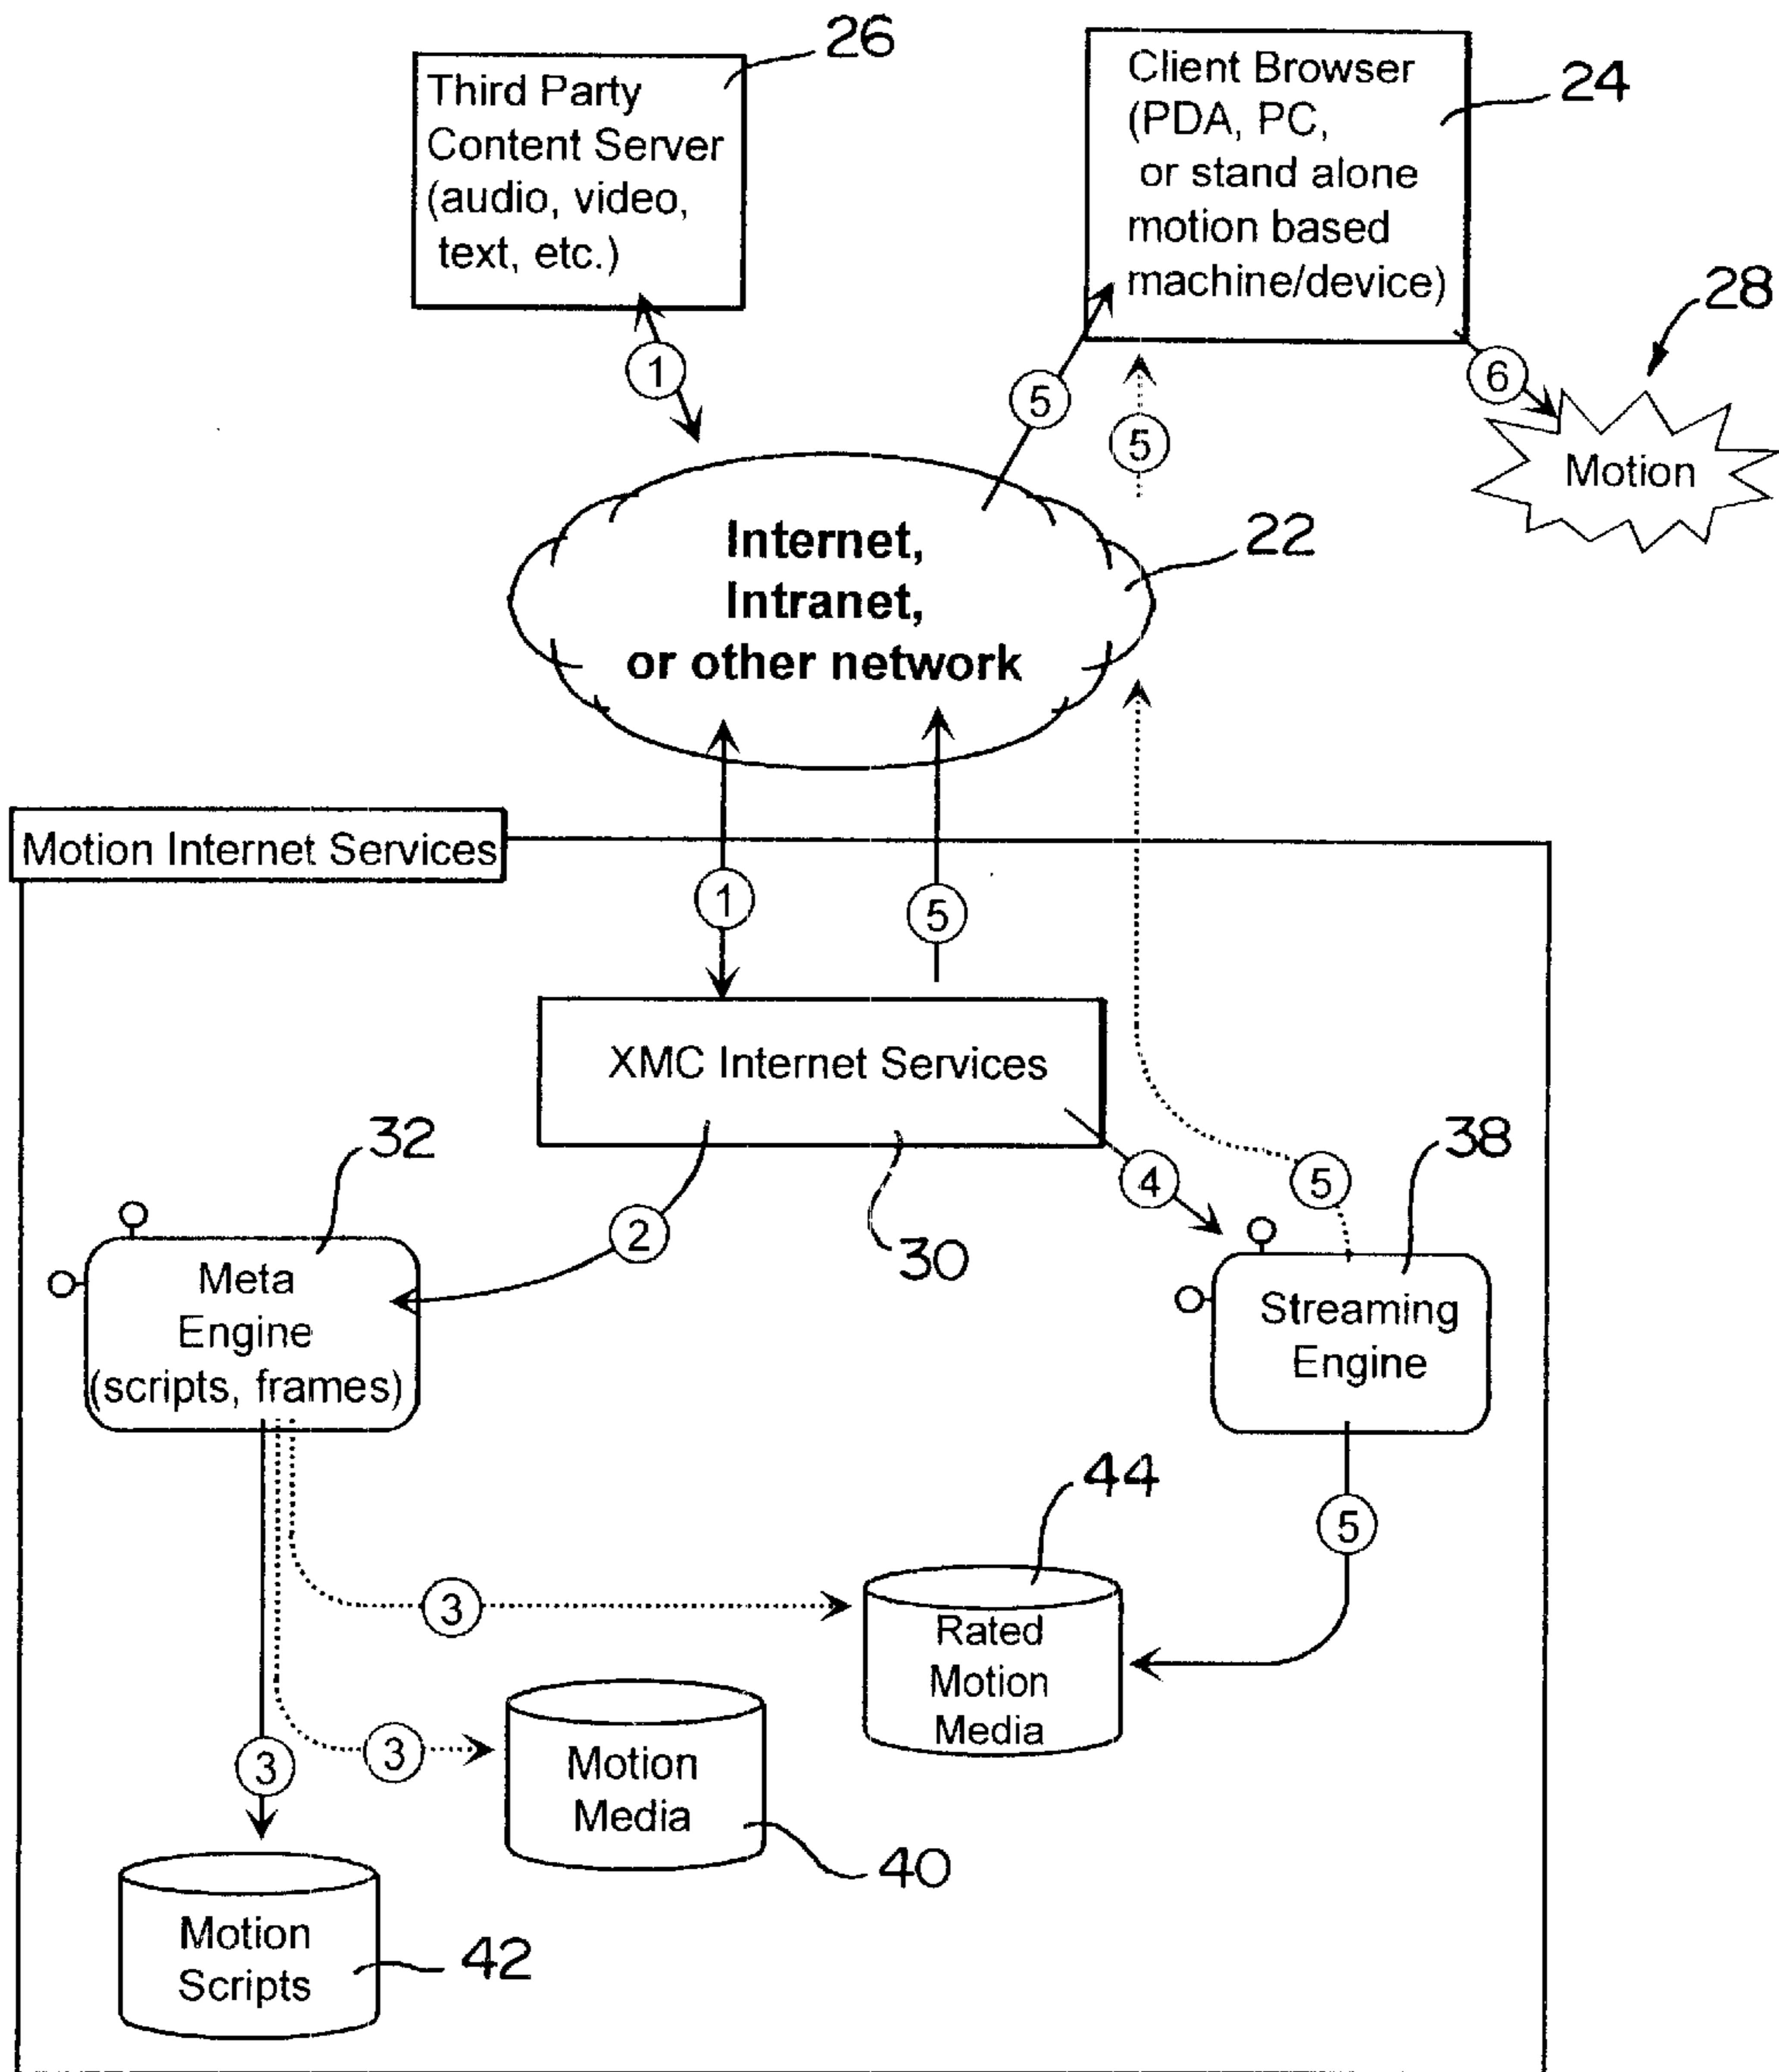 26
Third Party
Content Server
(audio, video,
text, etc.)
Client Browser
(PDA, PC,
or stand alone
motion based
machine/device)
24
28
1
5
5
6
Motion
Internet,
Intranet,
or other network
22
Motion Internet Services
1
5
XMC Internet Services
32
38
4
5
2
30
Meta
Engine
(scripts, frames)
Streaming
Engine
44
5
3
Rated
Motion
Media
3
3
Motion
Media
40
Motion
Scripts
42